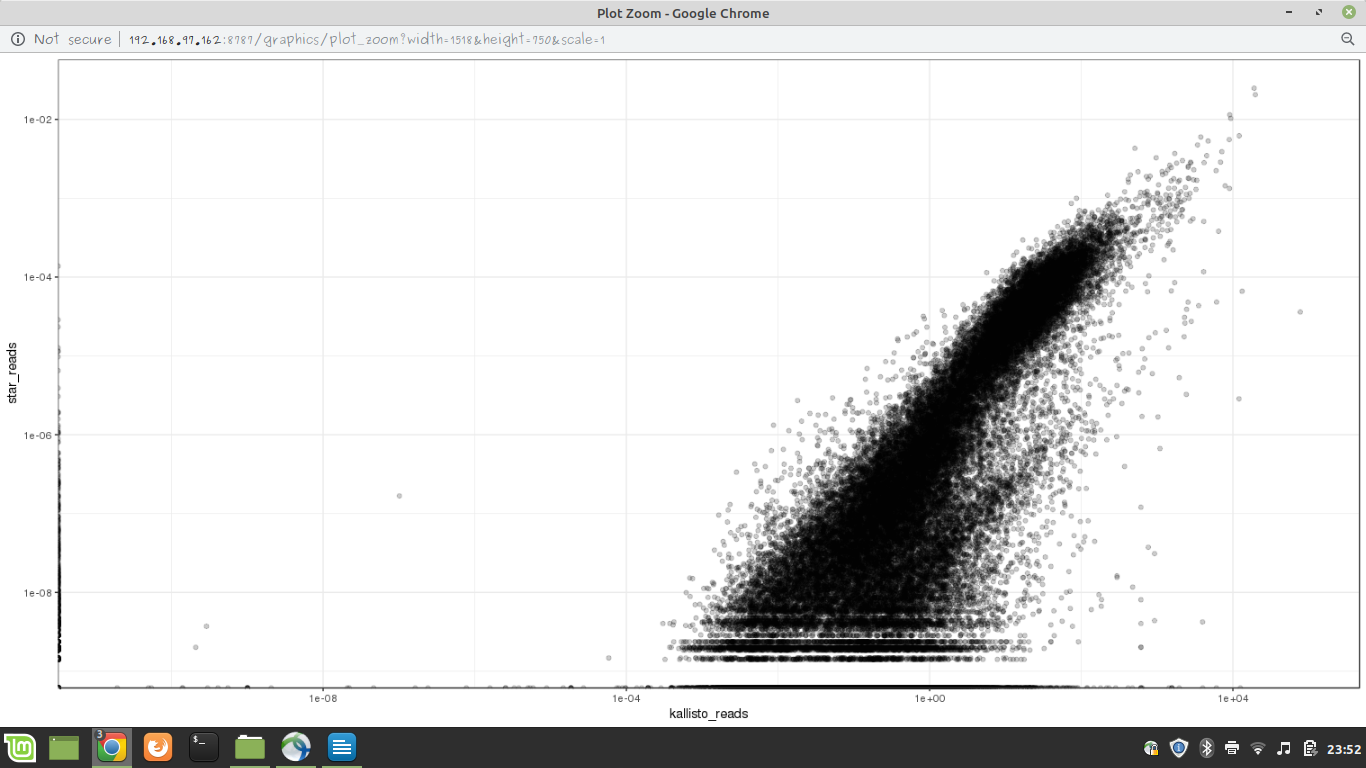 Plot Zoom - Google Chrome
Not secure | 192.168.97.162:8787/graphics/plot_zoom?width=1518&height=750&scale=1
1e-02
1e-04
1e-06
1e-08
star_reads
1e-08 1e-04 1e+00 1e+04
kallisto_reads
3 $_ 23:52